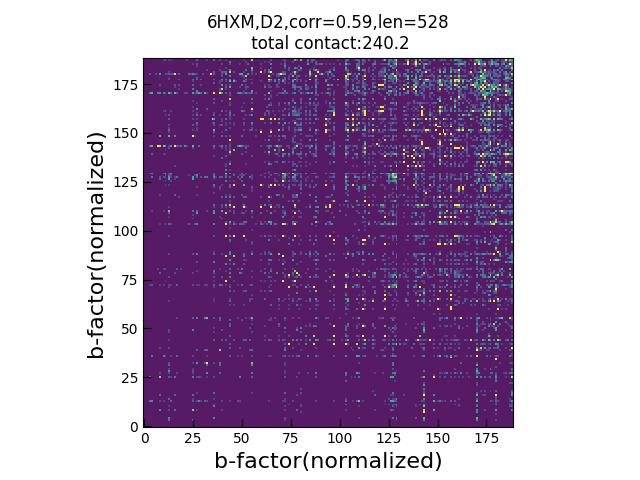 6HXM,D2,corr=0.59,len=528
total contact:240.2
b-factor(normalized)
175
150
125
100
75
50
25
0
0 25 50 75 100 125 150 175
b-factor(normalized)